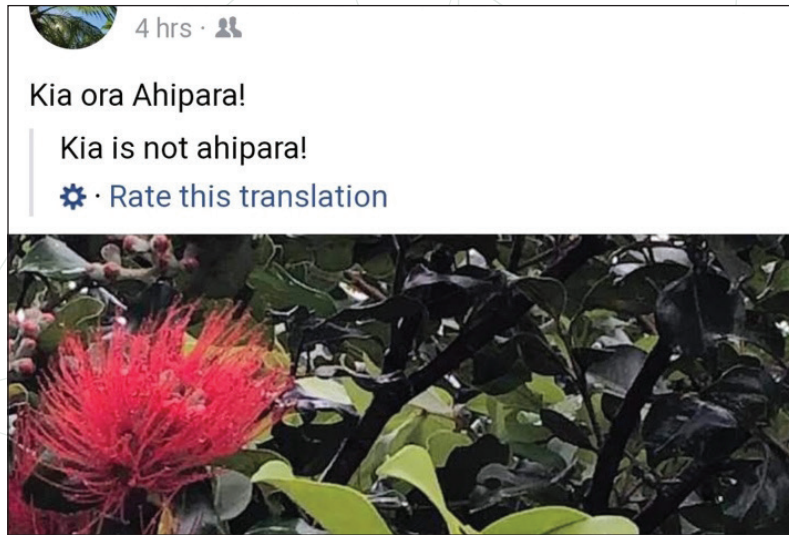 4 hrs ·
Kia ora Ahipara!
Kia is not ahipara!
· Rate this translation